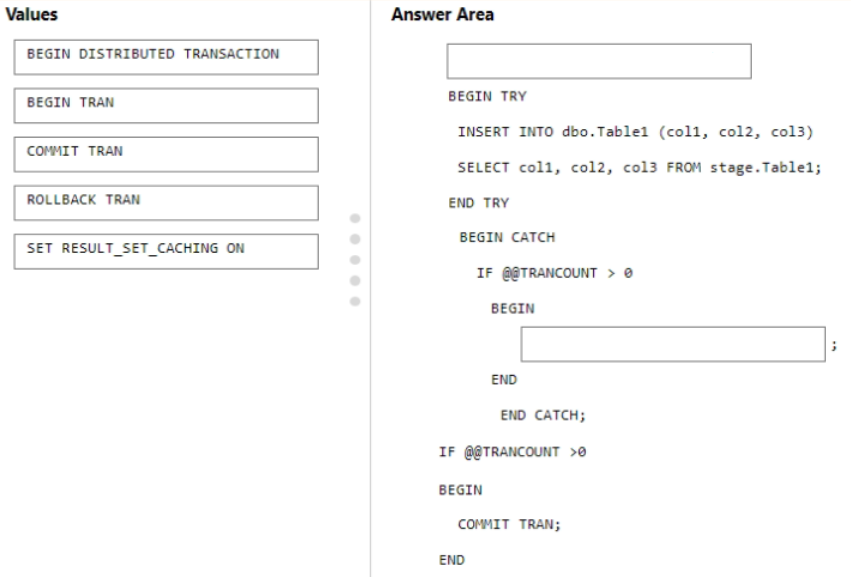 Values
BEGIN DISTRIBUTED TRANSACTION
BEGIN TRAN
COMMIT TRAN
ROLLBACK TRAN
SET RESULT_SET_CACHING ON
Answer Area
BEGIN TRY
INSERT INTO dbo.Table1 (col1, col2, col3)
SELECT col1, col2, col3 FROM stage.Table1;
END TRY
BEGIN CATCH
IF @@TRANCOUNT > 0
BEGIN
;
END
END CATCH;
IF @@TRANCOUNT >0
BEGIN
COMMIT TRAN;
END